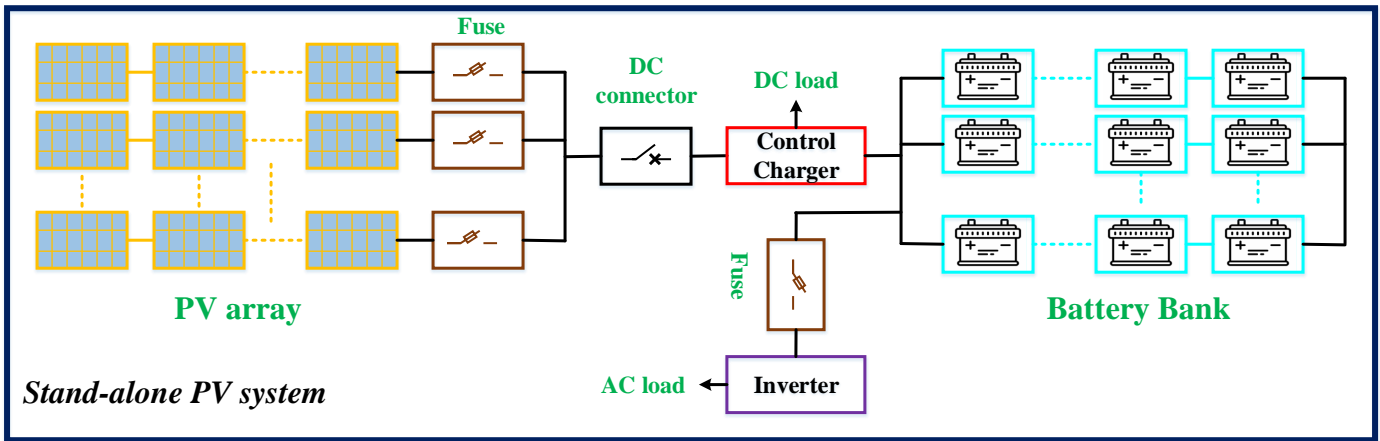 Fuse
DC
connector
DC load
Control
Charger
Fuse
PV array
Battery Bank
AC load
Inverter
Stand-alone PV system